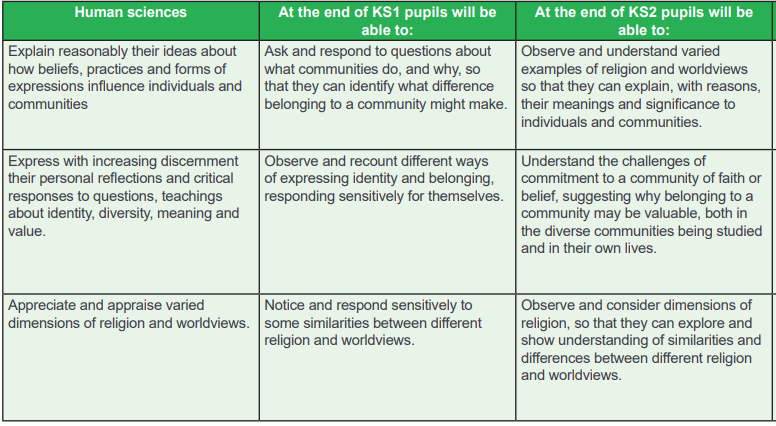 Human sciences
At the end of KS1 pupils will be
able to:
At the end of KS2 pupils will be
able to:
Explain reasonably their ideas about
how beliefs, practices and forms of
expressions influence individuals and
communities
Ask and respond to questions about
what communities do, and why, so
that they can identify what difference
belonging to a community might make.
Observe and understand varied
examples of religion and worldviews
so that they can explain, with reasons,
their meanings and significance to
individuals and communities.
Express with increasing discernment
their personal reflections and critical
responses to questions, teachings
about identity, diversity, meaning and
value.
Observe and recount different ways
of expressing identity and belonging,
responding sensitively for themselves.
Understand the challenges of
commitment to a community of faith or
belief, suggesting why belonging to a
community may be valuable, both in
the diverse communities being studied
and in their own lives.
Appreciate and appraise varied
dimensions of religion and worldviews.
Notice and respond sensitively to
some similarities between different
religion and worldviews.
Observe and consider dimensions of
religion, so that they can explore and
show understanding of similarities and
differences between different religion
and worldviews.